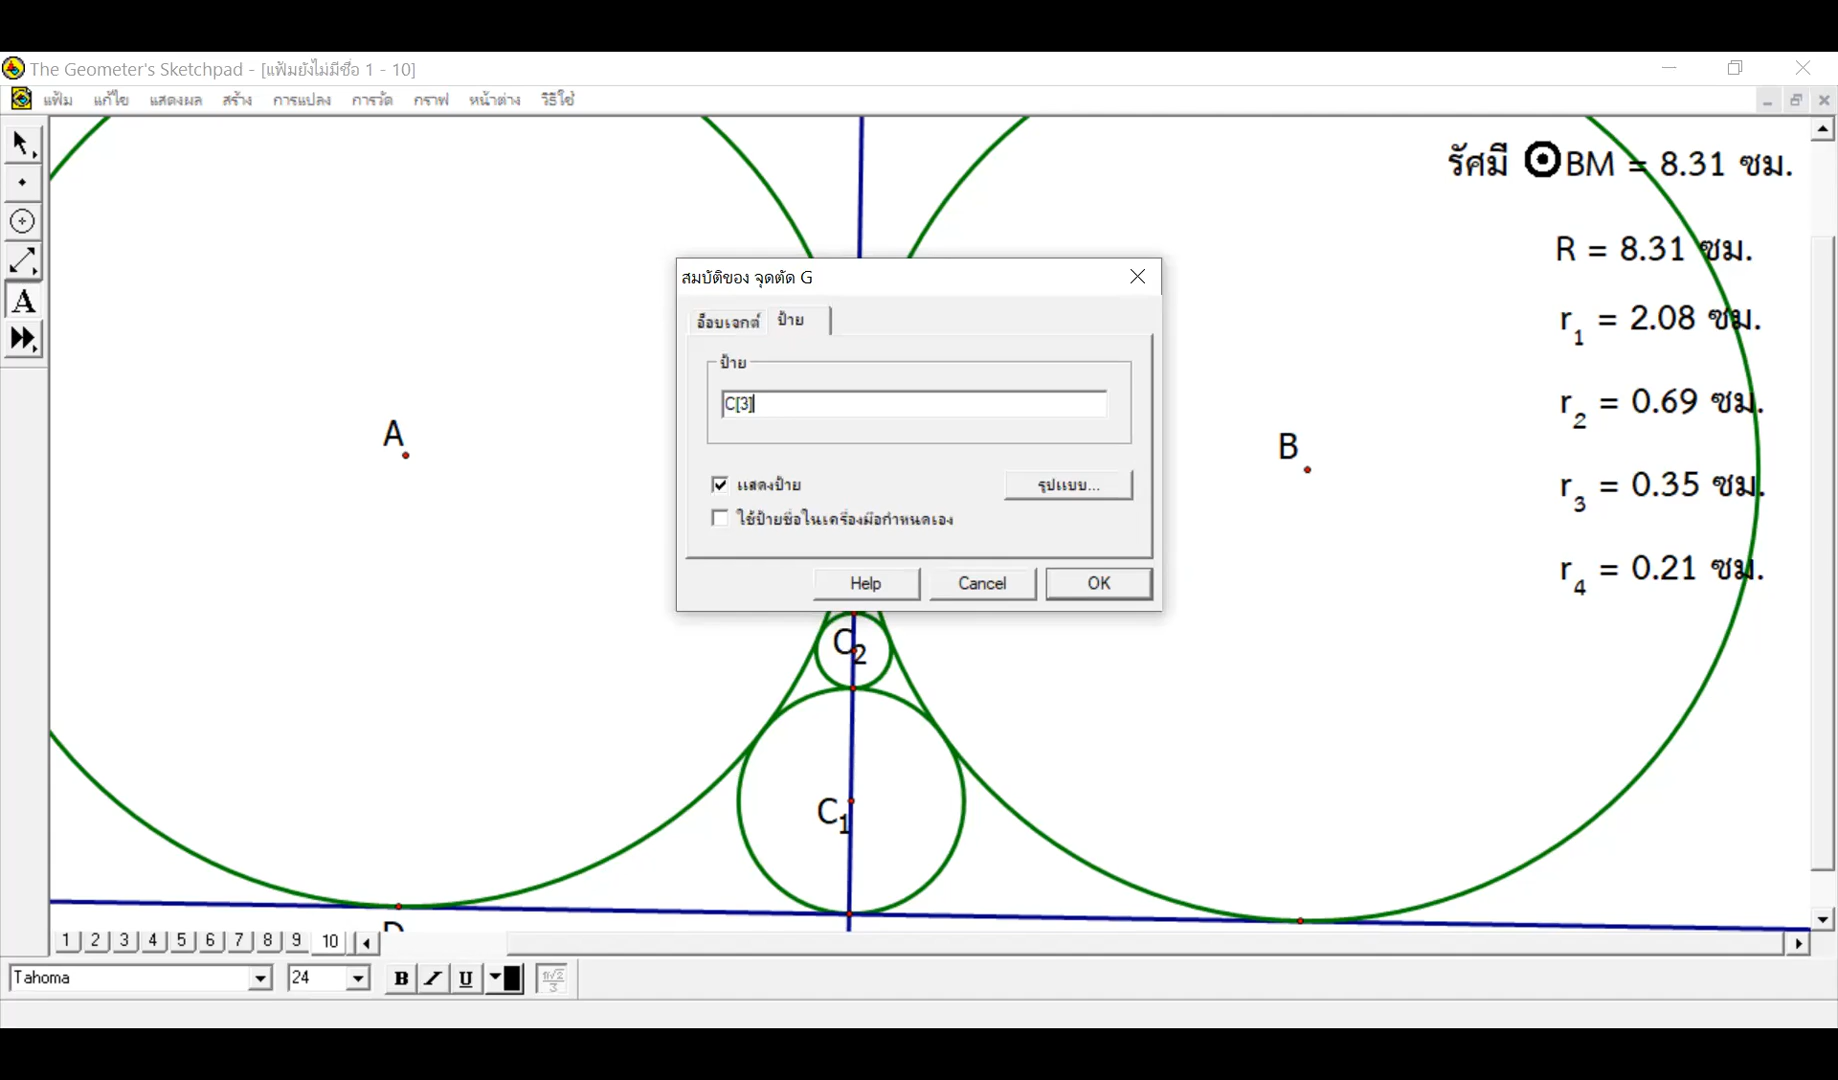 The Geometer's Sketchpad - [แฟ้มยังไม่มีชื่อ 1 - 10]
แฟ้ม แก้ไข แสดงผล สร้าง การแปลง การวัด กราฟ หน้าต่าง วิธีใช้
รัศมี ⊙BM = 8.31 ซม.
R = 8.31 ซม.
r1 = 2.08 ซม.
r2 = 0.69 ซม.
r3 = 0.35 ซม.
r4 = 0.21 ซม.
สมบัติของ จุดตัด G
อ็อบเจกต์ ป้าย
ป้าย
C[3]
แสดงป้าย
รูปแบบ...
ใช้ป้ายชื่อในเครื่องมือกำหนดเอง
Help Cancel OK
A
B
C2
C1
D
1 2 3 4 5 6 7 8 9 10
Tahoma 24 B I U